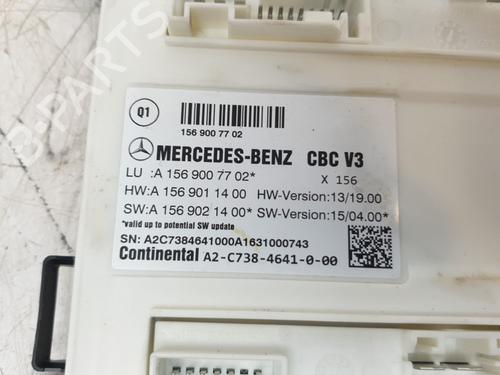 Q1
156 900 77 02
MERCEDES-BENZ CBC V3
LU :A 156 900 77 02* X 156
HW:A 156 901 14 00 HW-Version:13/19.00
SW:A 156 902 14 00* SW-Version:15/04.00*
*valid up to potential SW update
SN: A2C7384641000A1631000743
Continental A2-C738-4641-0-00
B-Parts